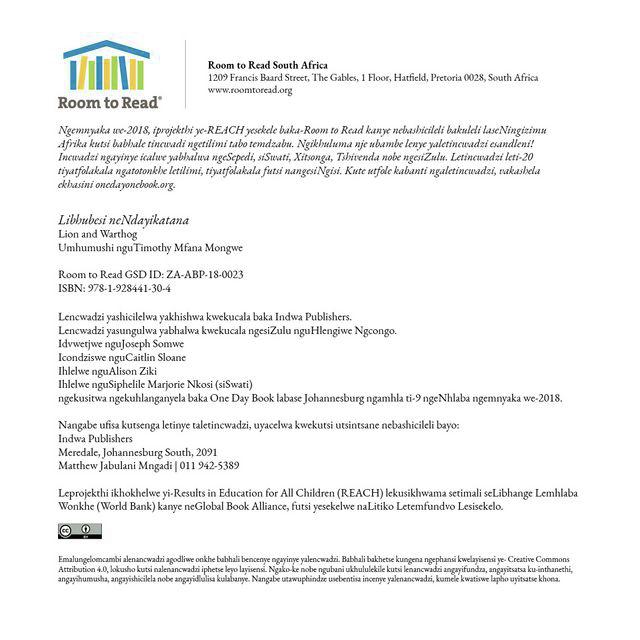 Room to Read®
Room to Read South Africa
1209 Francis Baard Street, The Gables, 1 Floor, Hatfield, Pretoria 0028, South Africa
www.roomtoread.org
Ngemnyaka we-2018, iprojekthi ye-REACH yesekele baka-Room to Read kanye nebashicileli bakuleli laseNingizimu
Afrika kutsi babhale tincwadi ngetilimi tabo temdzabu. Ngikhuluma nje ubambe lenye yaletincwadzi esandleni!
Incwadzi ngayinye icalwe yabhalwa ngeSepedi, siSwati, Xitsonga, Tshivenda nobe ngesiZulu. Letincwadzi leti-20
tiyatfolakala ngatotonkhe letilimi, tiyatfolakala futsi nangesiNgisi. Kute utfole kabanti ngaletincwadzi, vakashela
ekhasini onedayonebook.org.
Libhubesi neNdayikatana
Lion and Warthog
Umhumushi nguTimothy Mfana Mongwe
Room to Read GSD ID: ZA-ABP-18-0023
ISBN: 978-1-928441-30-4
Lencwadzi yashicilelwa yakhishwa kwekucala baka Indwa Publishers.
Lencwadzi yasungulwa yabhalwa kwekucala ngesiZulu nguHlengiwe Ngcongo.
Idvwetjwe nguJoseph Somwe
Icondziswe nguCaitlin Sloane
Ihlelwe nguAlison Ziki
Ihlelwe nguSiphelile Marjorie Nkosi (siSwati)
ngekusitwa ngekuhlanganyela baka One Day Book labase Johannesburg ngamhla ti-9 ngeNhlaba ngemnyaka we-2018.
Nangabe ufisa kutsenga letinye taletincwadzi, uyacelwa kwekutsi utsintsane nebashicileli bayo:
Indwa Publishers
Meredale, Johannesburg South, 2091
Matthew Jabulani Mngadi | 011 942-5389
Leprojekthi ikhokhelwe yi-Results in Education for All Children (REACH) lekusikhwama setimali seLibhange Lemhlaba
Wonkhe (World Bank) kanye neGlobal Book Alliance, futsi yesekelwe naLitiko Letemfundvo Lesisekelo.
cc BY
Emalungelomcambi alenancwadzi agodliwe onkhe babhali bencenye ngayinye yalencwadzi. Babhali bakhetse kungena ngephansi kwelayisensi ye- Creative Commons
Attribution 4.0, lokusho kutsi nalenancwadzi iphetse leyo layisensi. Ngako-ke nobe ngubani ukhululekile kutsi lenancwadzi angayifundza, angayitsatsa ku-inthanethi,
angayihumusha, angayishicilela nobe angayidlulisa kulabanye. Nangabe utawuphindze usebentisa incenye yalenancwadzi, kumele kwatiswe lapho uyitsatse khona.